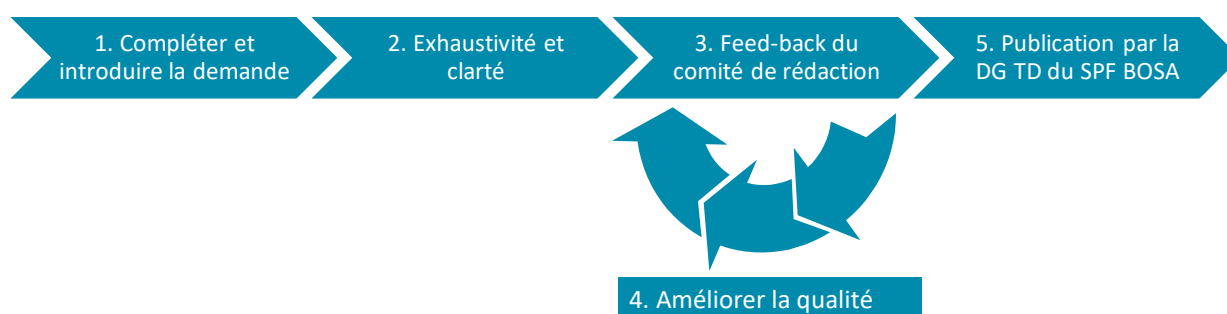 1. Compléter et
introduire la demande
2. Exhaustivité et
clarté
3. Feed-back du
comité de rédaction
5. Publication par la
DG TD du SPF BOSA
4. Améliorer la qualité